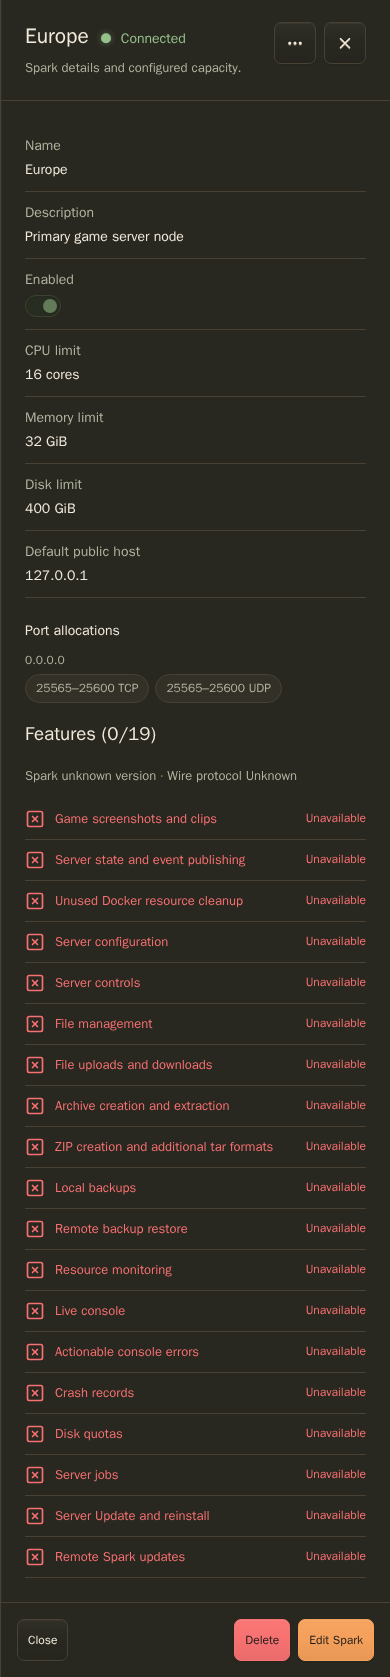 Europe Connected
Spark details and configured capacity.
Name
Europe
Description
Primary game server node
Enabled
CPU limit
16 cores
Memory limit
32 GiB
Disk limit
400 GiB
Default public host
127.0.0.1
Port allocations
0.0.0.0
25565–25600 TCP 25565–25600 UDP
Features (0/19)
Spark unknown version · Wire protocol Unknown
Game screenshots and clips Unavailable
Server state and event publishing Unavailable
Unused Docker resource cleanup Unavailable
Server configuration Unavailable
Server controls Unavailable
File management Unavailable
File uploads and downloads Unavailable
Archive creation and extraction Unavailable
ZIP creation and additional tar formats Unavailable
Local backups Unavailable
Remote backup restore Unavailable
Resource monitoring Unavailable
Live console Unavailable
Actionable console errors Unavailable
Crash records Unavailable
Disk quotas Unavailable
Server jobs Unavailable
Server Update and reinstall Unavailable
Remote Spark updates Unavailable
Close Delete Edit Spark